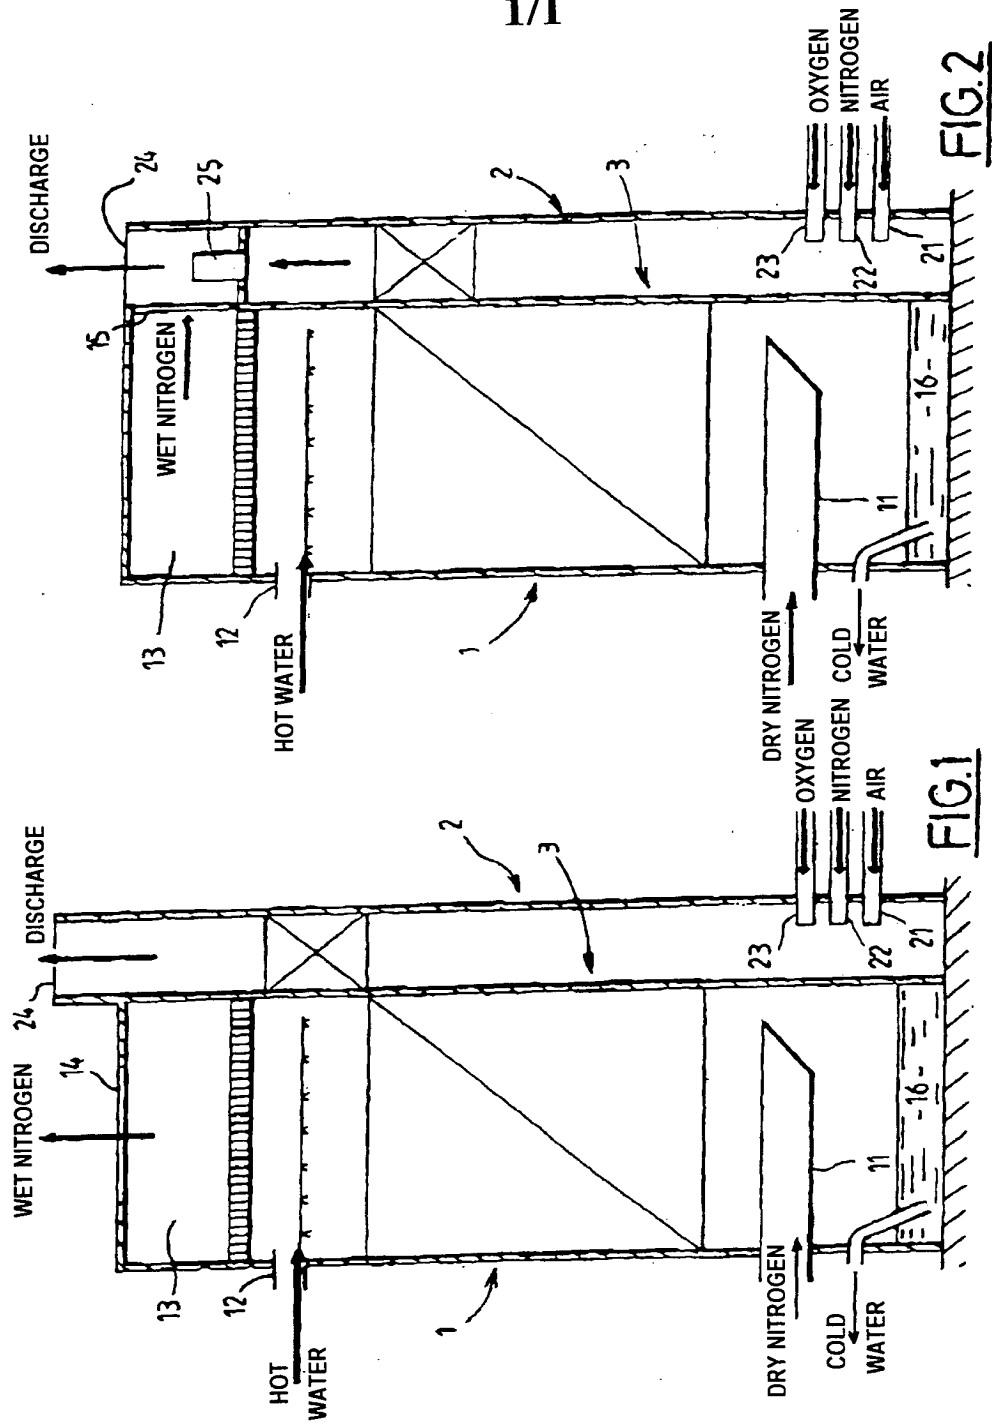 1/1
WET NITROGEN
DISCHARGE
24
14
13
12
HOT
WATER
1
2
3
DRY NITROGEN
11
23
22
21
OXYGEN
NITROGEN
AIR
-16-
COLD
WATER
FIG.1
DISCHARGE
24
25
15
WET NITROGEN
13
12
HOT WATER
1
2
3
DRY NITROGEN
11
23
22
21
OXYGEN
NITROGEN
AIR
-16-
COLD
WATER
FIG.2